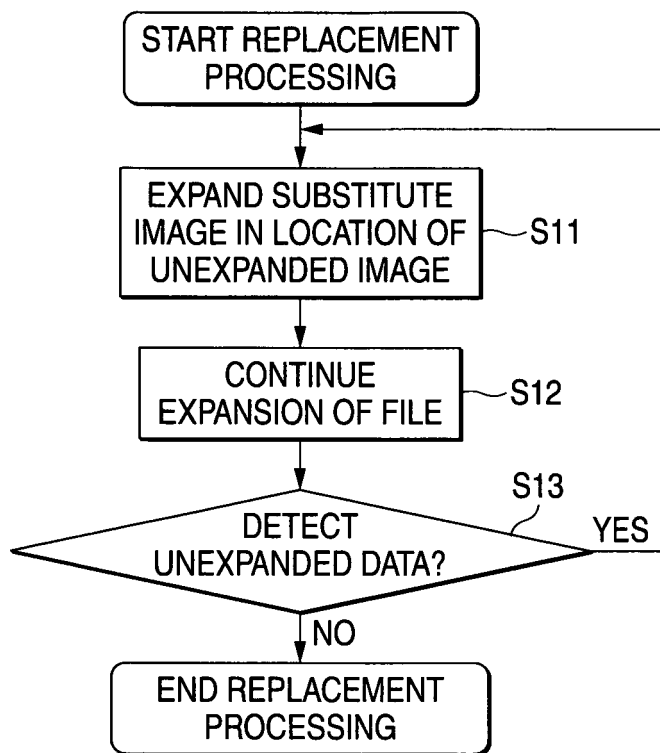 START REPLACEMENT
PROCESSING
EXPAND SUBSTITUTE
IMAGE IN LOCATION OF
UNEXPANDED IMAGE
S11
CONTINUE
EXPANSION OF FILE
S12
S13
DETECT
UNEXPANDED DATA?
YES
NO
END REPLACEMENT
PROCESSING